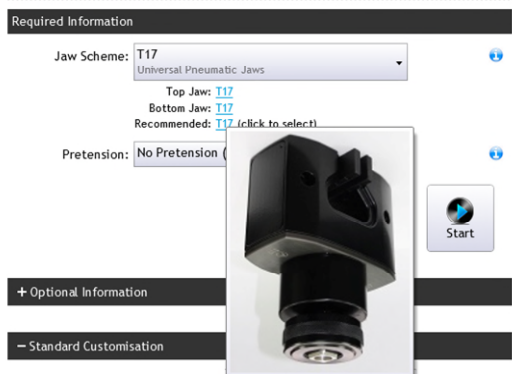 Required Information
Jaw Scheme: T17
Universal Pneumatic Jaws
Top Jaw: T17
Bottom Jaw: T17
Recommended: T17 (click to select)
Pretension: No Pretension (
Start
+ Optional Information
− Standard Customisation